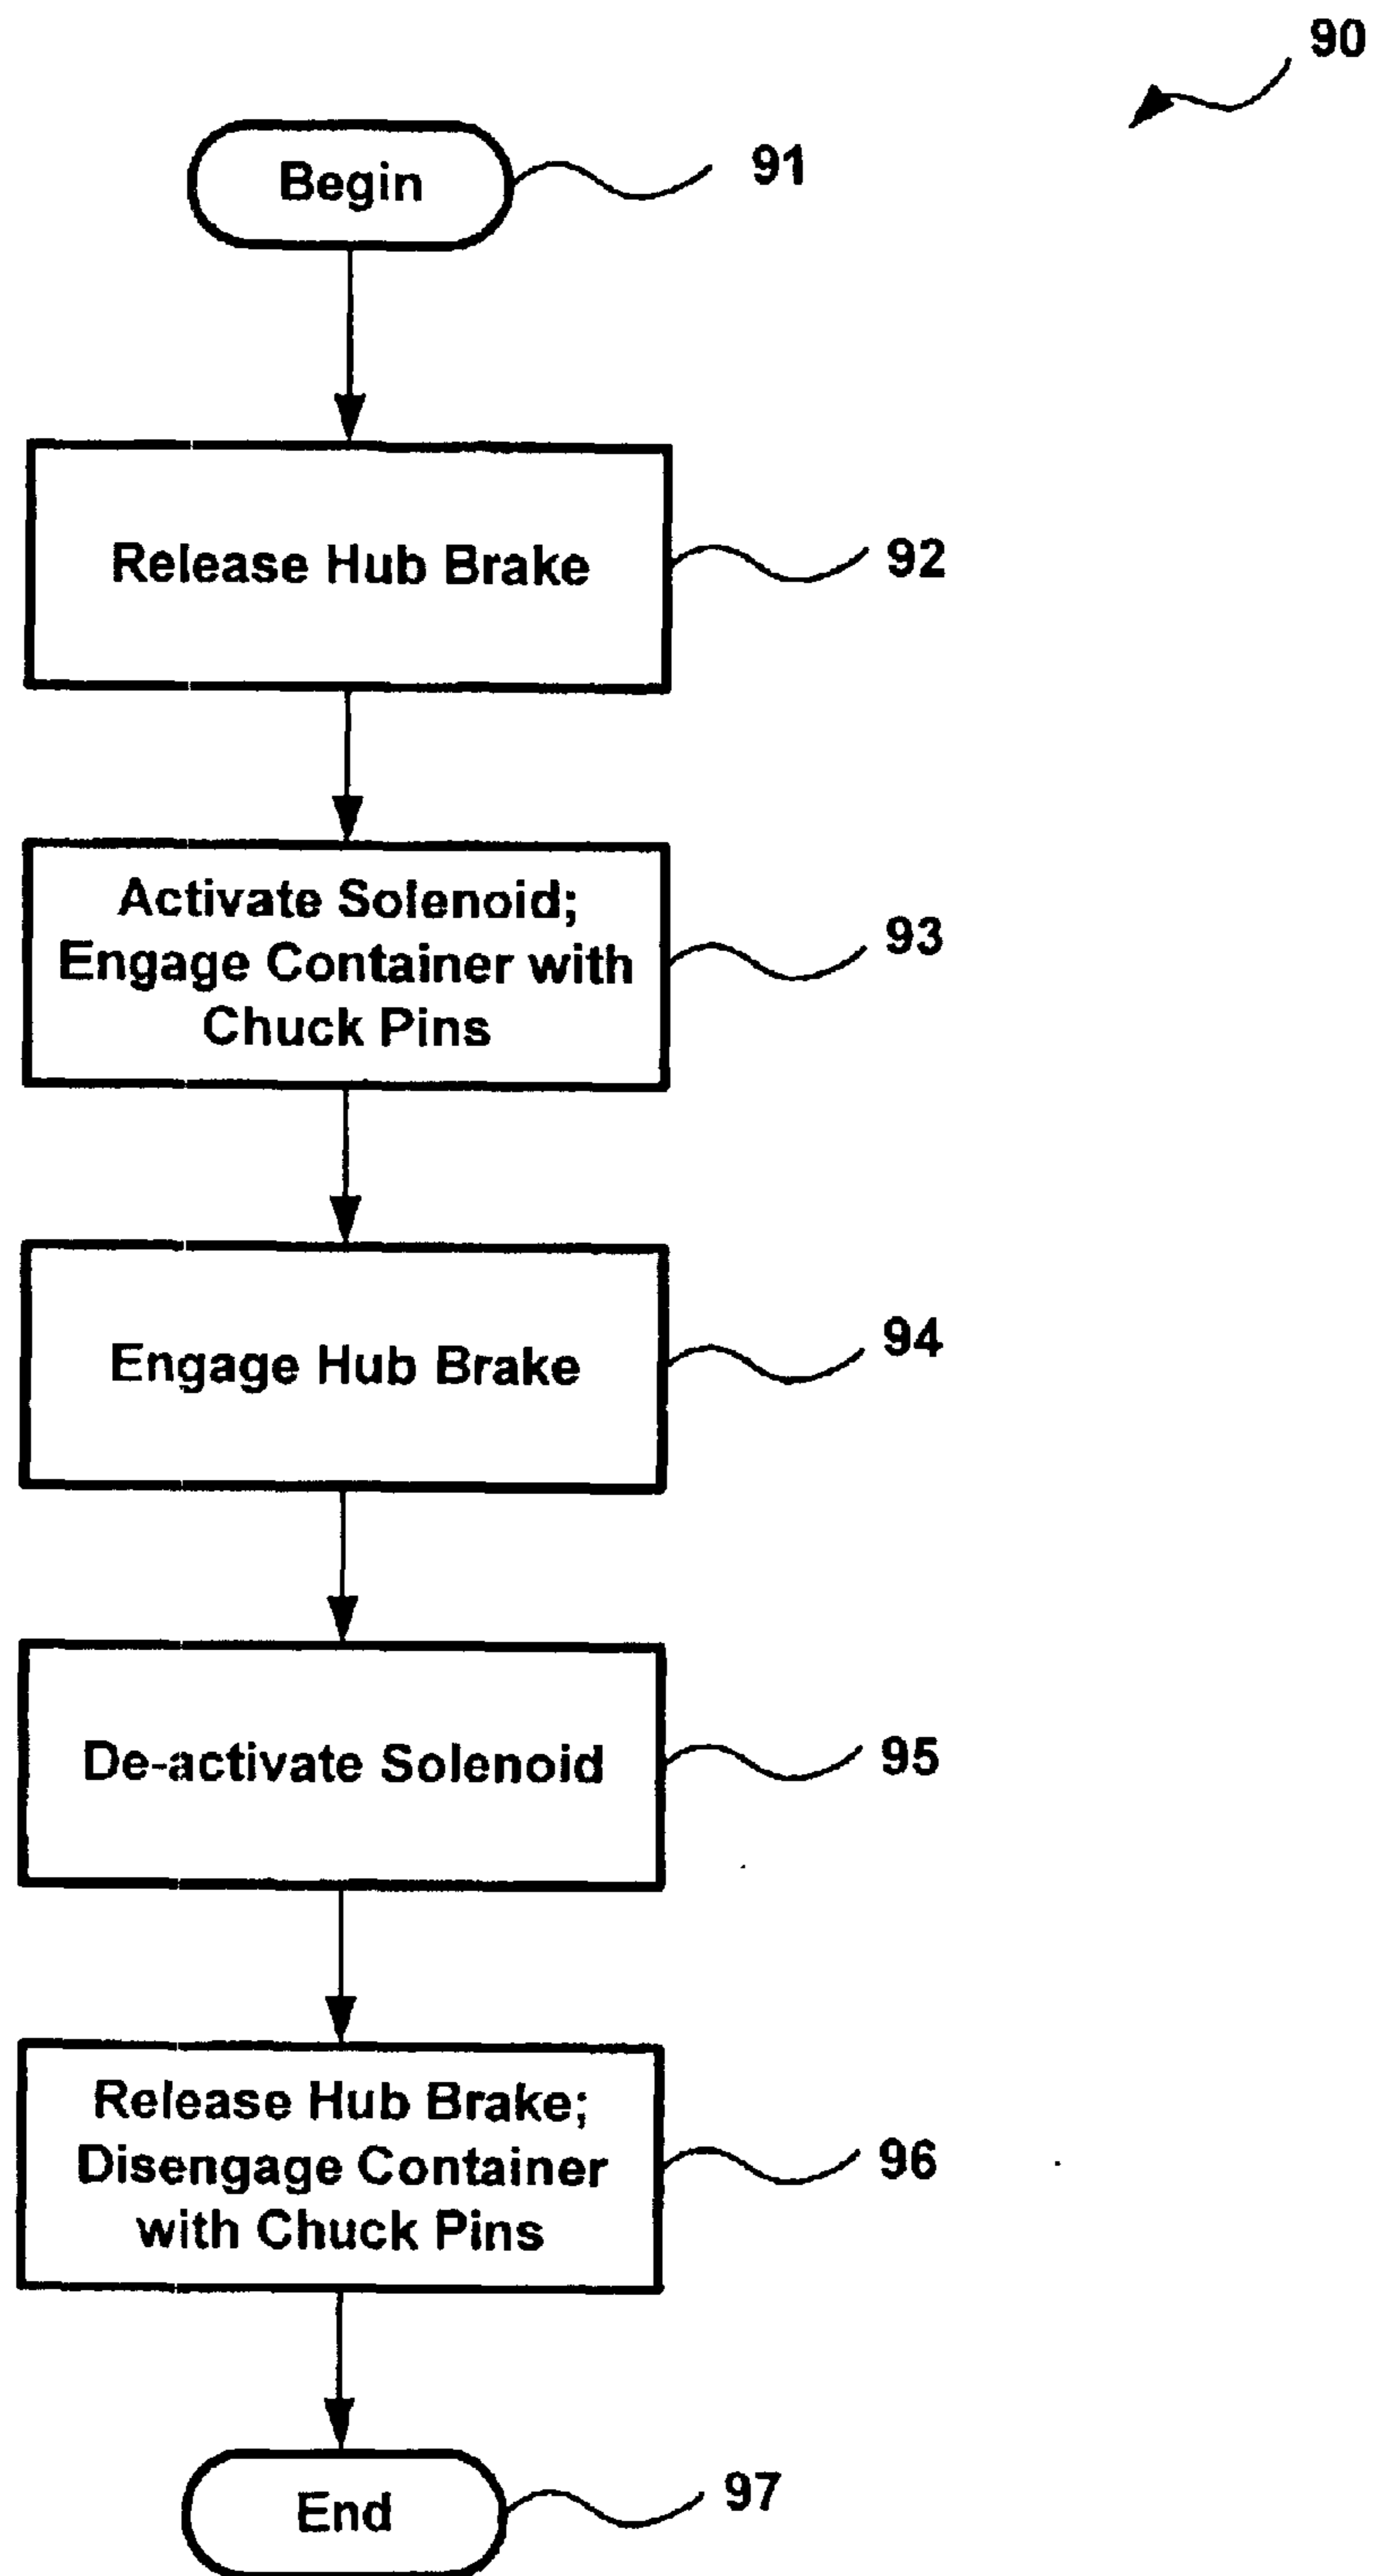 90
Begin
91
Release Hub Brake
92
Activate Solenoid;
Engage Container with
Chuck Pins
93
Engage Hub Brake
94
De-activate Solenoid
95
Release Hub Brake;
Disengage Container
with Chuck Pins
96
End
97